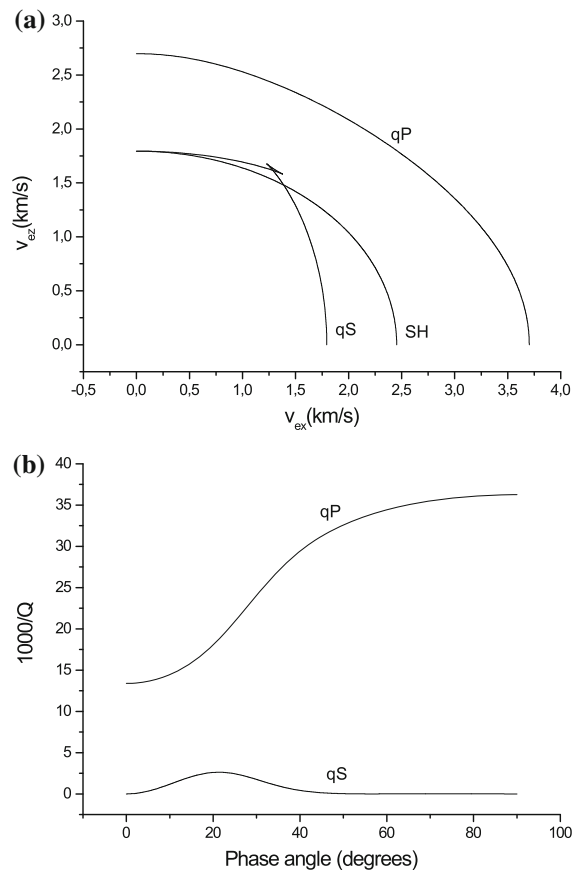 (a)
3,0
2,5
2,0
1,5
1,0
0,5
0,0
v_ez(km/s)
qP
qS
SH
-0,5 0,0 0,5 1,0 1,5 2,0 2,5 3,0 3,5 4,0
v_ex(km/s)
(b)
40
35
30
25
20
15
10
5
0
1000/Q
qP
qS
0 20 40 60 80 100
Phase angle (degrees)